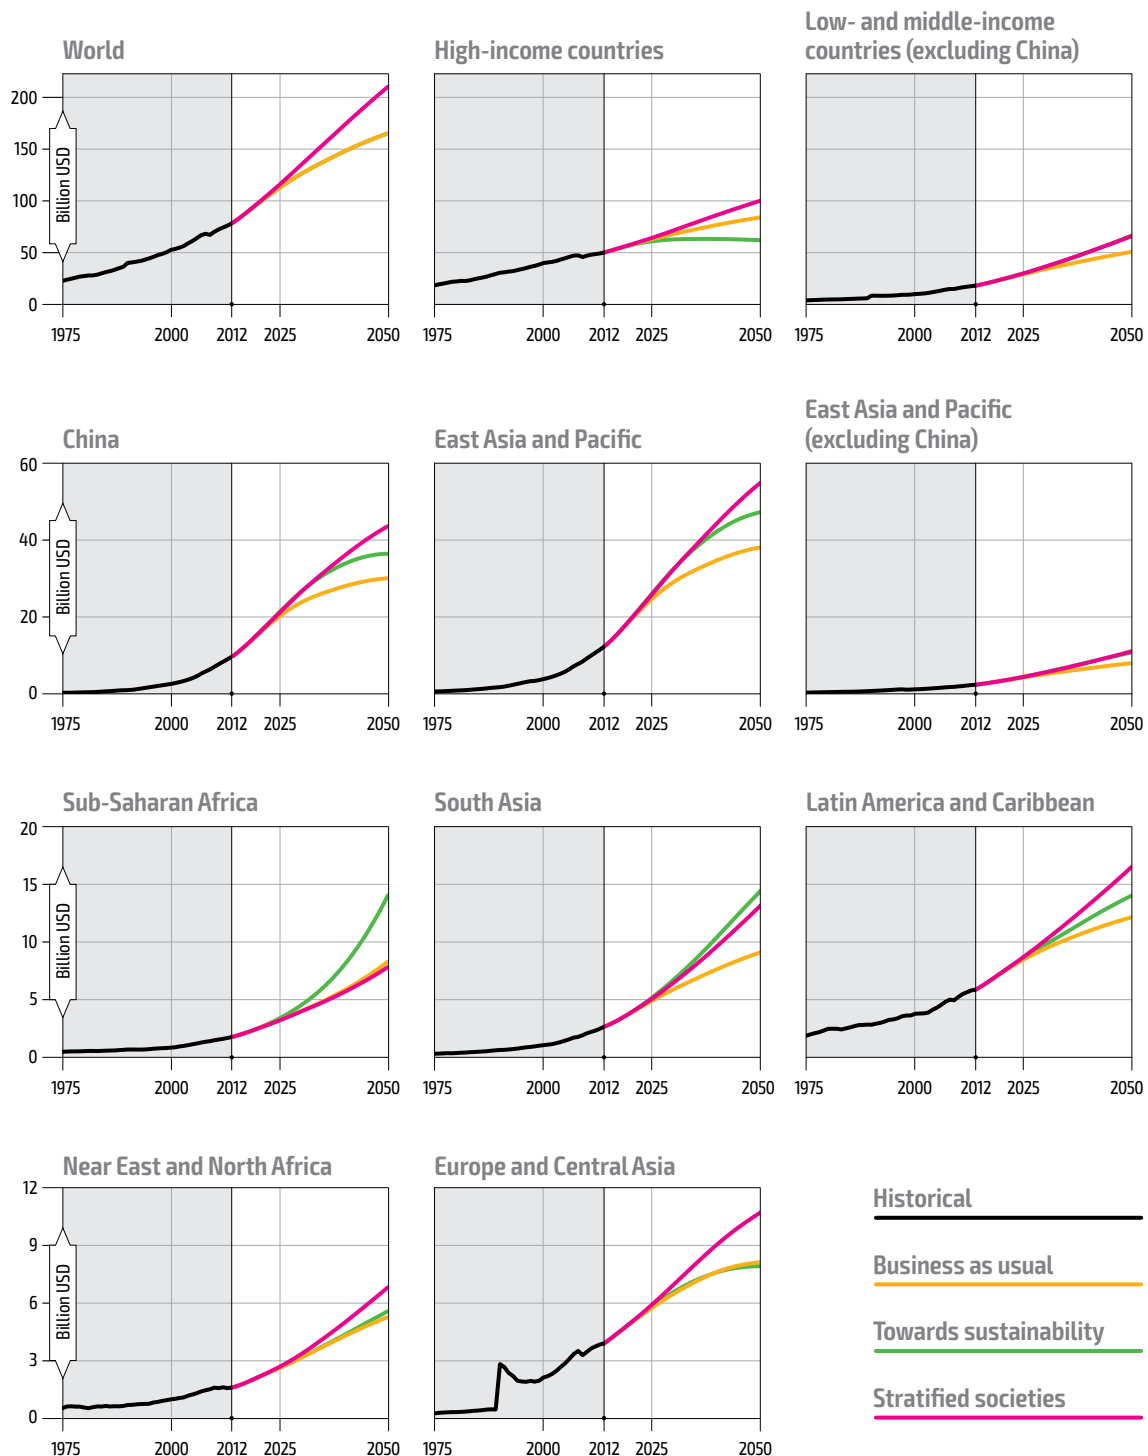 World
High-income countries
Low- and middle-income
countries (excluding China)
200
150
100
50
0
Billion USD
1975 2000 2012 2025 2050
1975 2000 2012 2025 2050
1975 2000 2012 2025 2050
China
East Asia and Pacific
East Asia and Pacific
(excluding China)
60
40
20
0
Billion USD
1975 2000 2012 2025 2050
1975 2000 2012 2025 2050
1975 2000 2012 2025 2050
Sub-Saharan Africa
South Asia
Latin America and Caribbean
20
15
10
5
0
Billion USD
1975 2000 2012 2025 2050
1975 2000 2012 2025 2050
1975 2000 2012 2025 2050
Near East and North Africa
Europe and Central Asia
12
9
6
3
0
Billion USD
1975 2000 2012 2025 2050
1975 2000 2012 2025 2050
Historical
Business as usual
Towards sustainability
Stratified societies